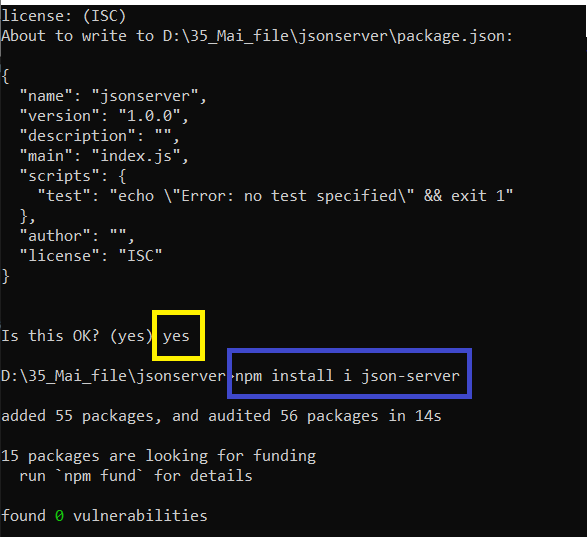 license: (ISC)
About to write to D:\35_Mai_file\jsonserver\package.json:
{
"name": "jsonserver",
"version": "1.0.0",
"description": "",
"main": "index.js",
"scripts": {
"test": "echo \"Error: no test specified\" && exit 1"
},
"author": "",
"license": "ISC"
}
Is this OK? (yes) yes
D:\35_Mai_file\jsonserver>npm install i json-server
added 55 packages, and audited 56 packages in 14s
15 packages are looking for funding
run `npm fund` for details
found 0 vulnerabilities